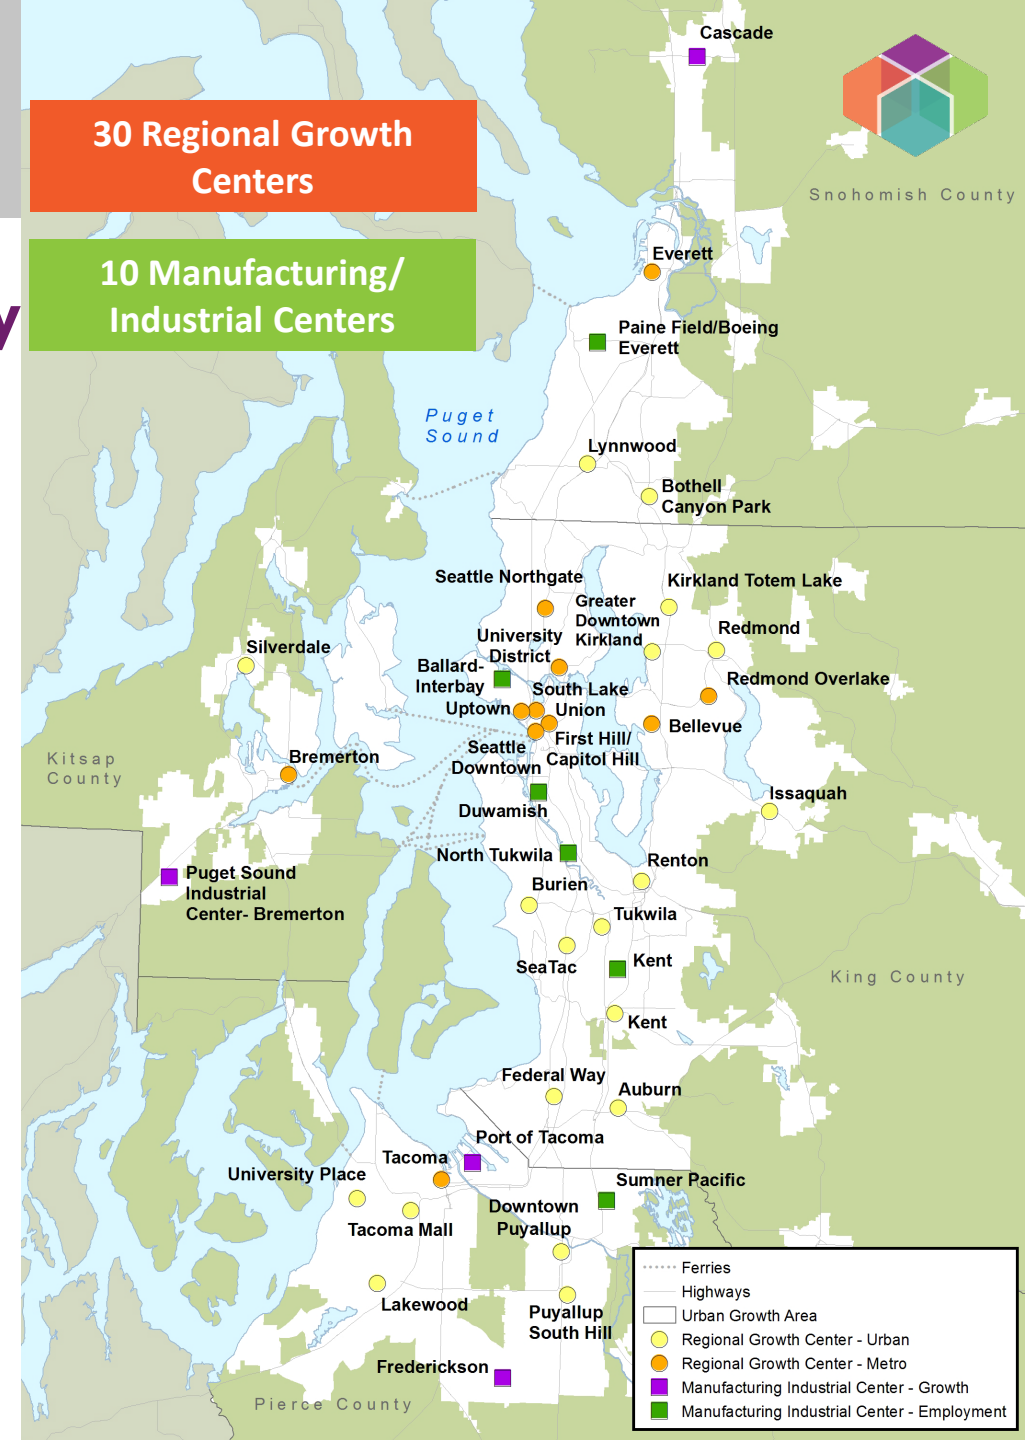 30 Regional Growth
Centers
10 Manufacturing/
Industrial Centers
y
Cascade
Snohomish County
Everett
Paine Field/Boeing
Everett
Puget
Sound
Lynnwood
Bothell
Canyon Park
Seattle Northgate
Kirkland Totem Lake
Greater
Downtown
Kirkland
Redmond
University
District
Silverdale
Ballard-
Interbay
Redmond Overlake
South Lake
Union
Uptown
Bellevue
First Hill/
Capitol Hill
Seattle
Downtown
Kitsap
County
Bremerton
Issaquah
Duwamish
North Tukwila
Renton
Puget Sound
Industrial
Center- Bremerton
Burien
Tukwila
SeaTac
Kent
King County
Kent
Federal Way
Auburn
Port of Tacoma
Tacoma
University Place
Sumner Pacific
Tacoma Mall
Downtown
Puyallup
Lakewood
Puyallup
South Hill
Frederickson
Pierce County
Ferries
Highways
Urban Growth Area
Regional Growth Center - Urban
Regional Growth Center - Metro
Manufacturing Industrial Center - Growth
Manufacturing Industrial Center - Employment